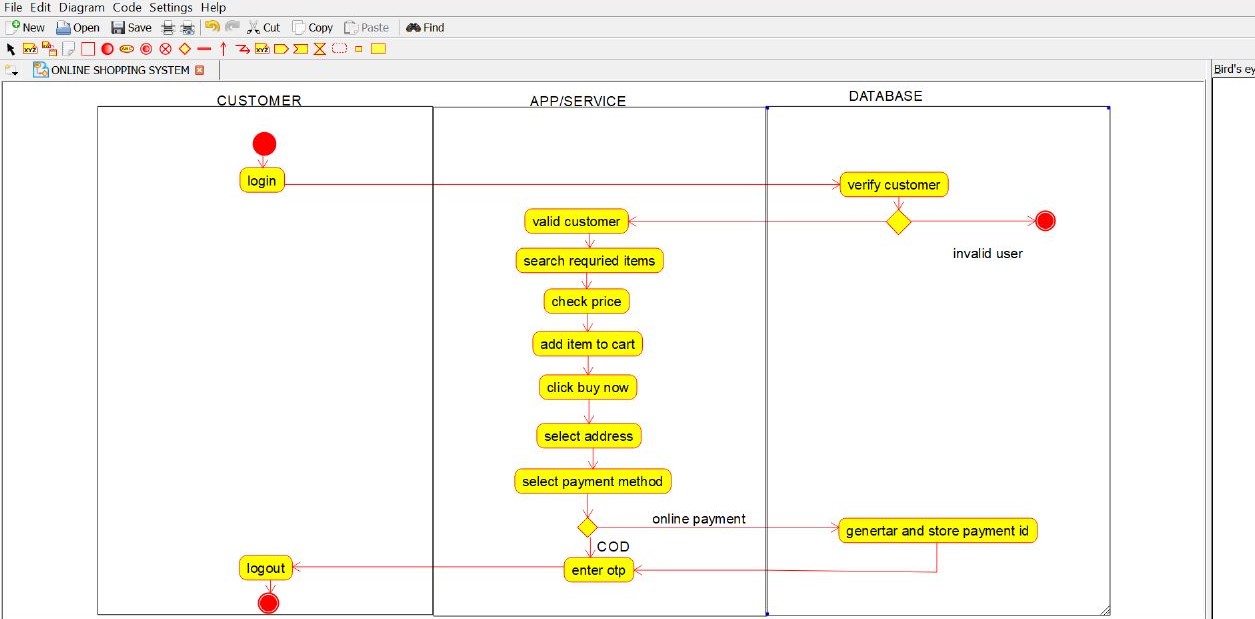 File Edit Diagram Code Settings Help
New Open Save Cut Copy Paste Find
ONLINE SHOPPING SYSTEM
Bird's ey
CUSTOMER
APP/SERVICE
DATABASE
login
verify customer
valid customer
invalid user
search requried items
check price
add item to cart
click buy now
select address
select payment method
online payment
genertar and store payment id
COD
logout
enter otp